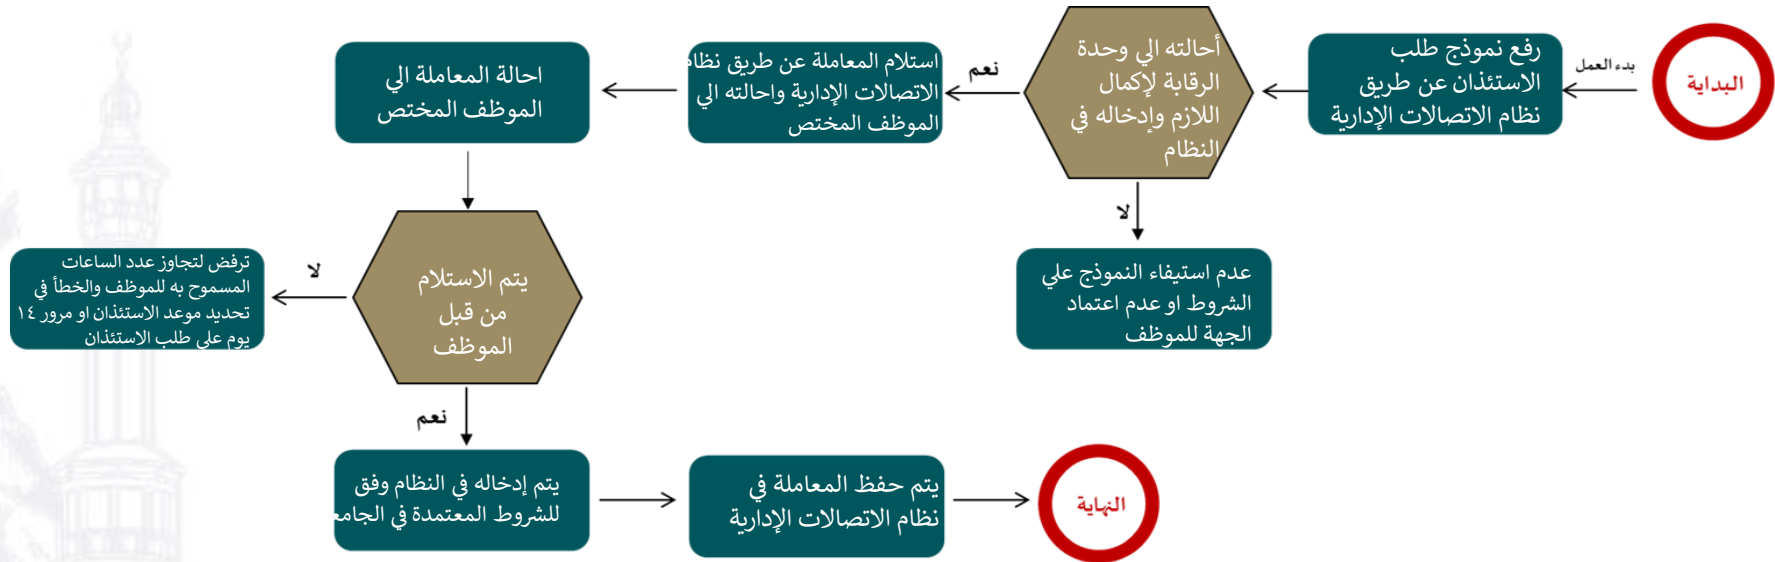 البداية
بدء العمل
رفع نموذج طلب
الاستئذان عن طريق
نظام الاتصالات الإدارية
أحالته الي وحدة
الرقابة لإكمال
اللازم وإدخاله في
النظام
نعم
استلام المعاملة عن طريق نظام
الاتصالات الإدارية واحالته الي
الموظف المختص
احالة المعاملة الي
الموظف المختص
لا
عدم استيفاء النموذج علي
الشروط او عدم اعتماد
الجهة للموظف
يتم الاستلام
من قبل
الموظف
لا
ترفض لتجاوز عدد الساعات
المسموح به للموظف والخطأ في
تحديد موعد الاستئذان او مرور ١٤
يوم علي طلب الاستئذان
نعم
يتم إدخاله في النظام وفق
للشروط المعتمدة في الجامع
يتم حفظ المعاملة في
نظام الاتصالات الإدارية
النهاية